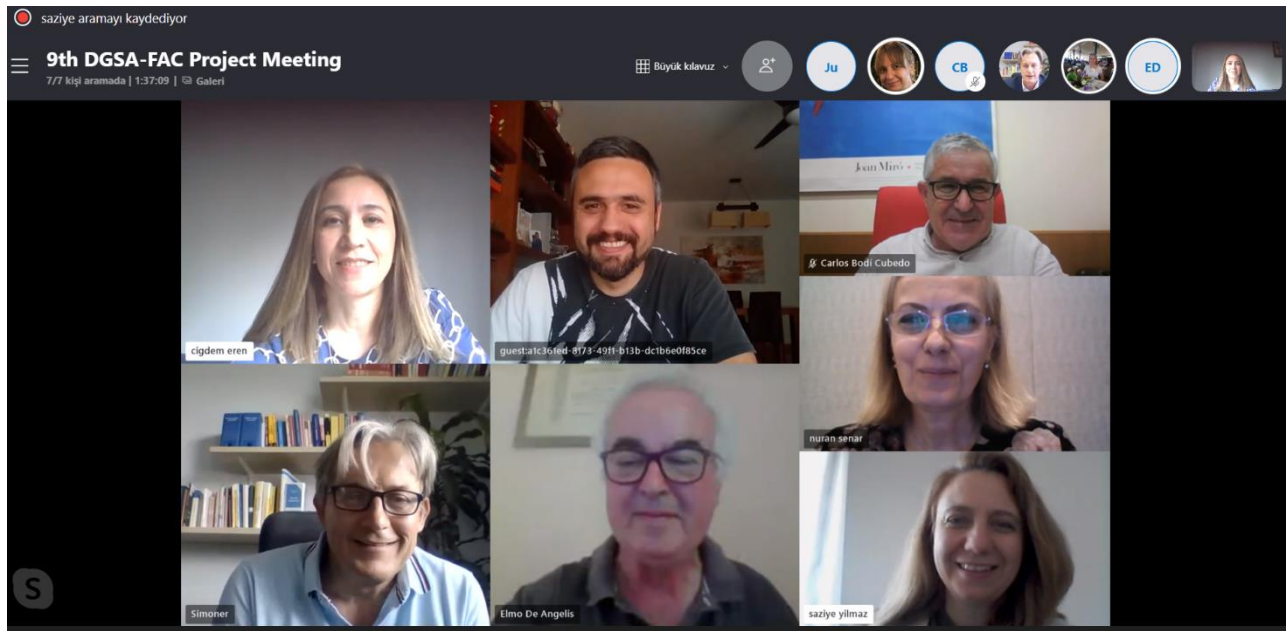 saziye aramayı kaydediyor
9th DGSA-FAC Project Meeting
7/7 kişi aramada | 1:37:09 | Galeri
Büyük kılavuz
Ju
CB
ED
Joan Miró
cigdem eren
guest:a1c361ed-8173-49f1-b13b-dc1b6e0f85ce
Carlos Bodí Cubedo
nuran senar
Simoner
Elmo De Angelis
saziye yilmaz
S